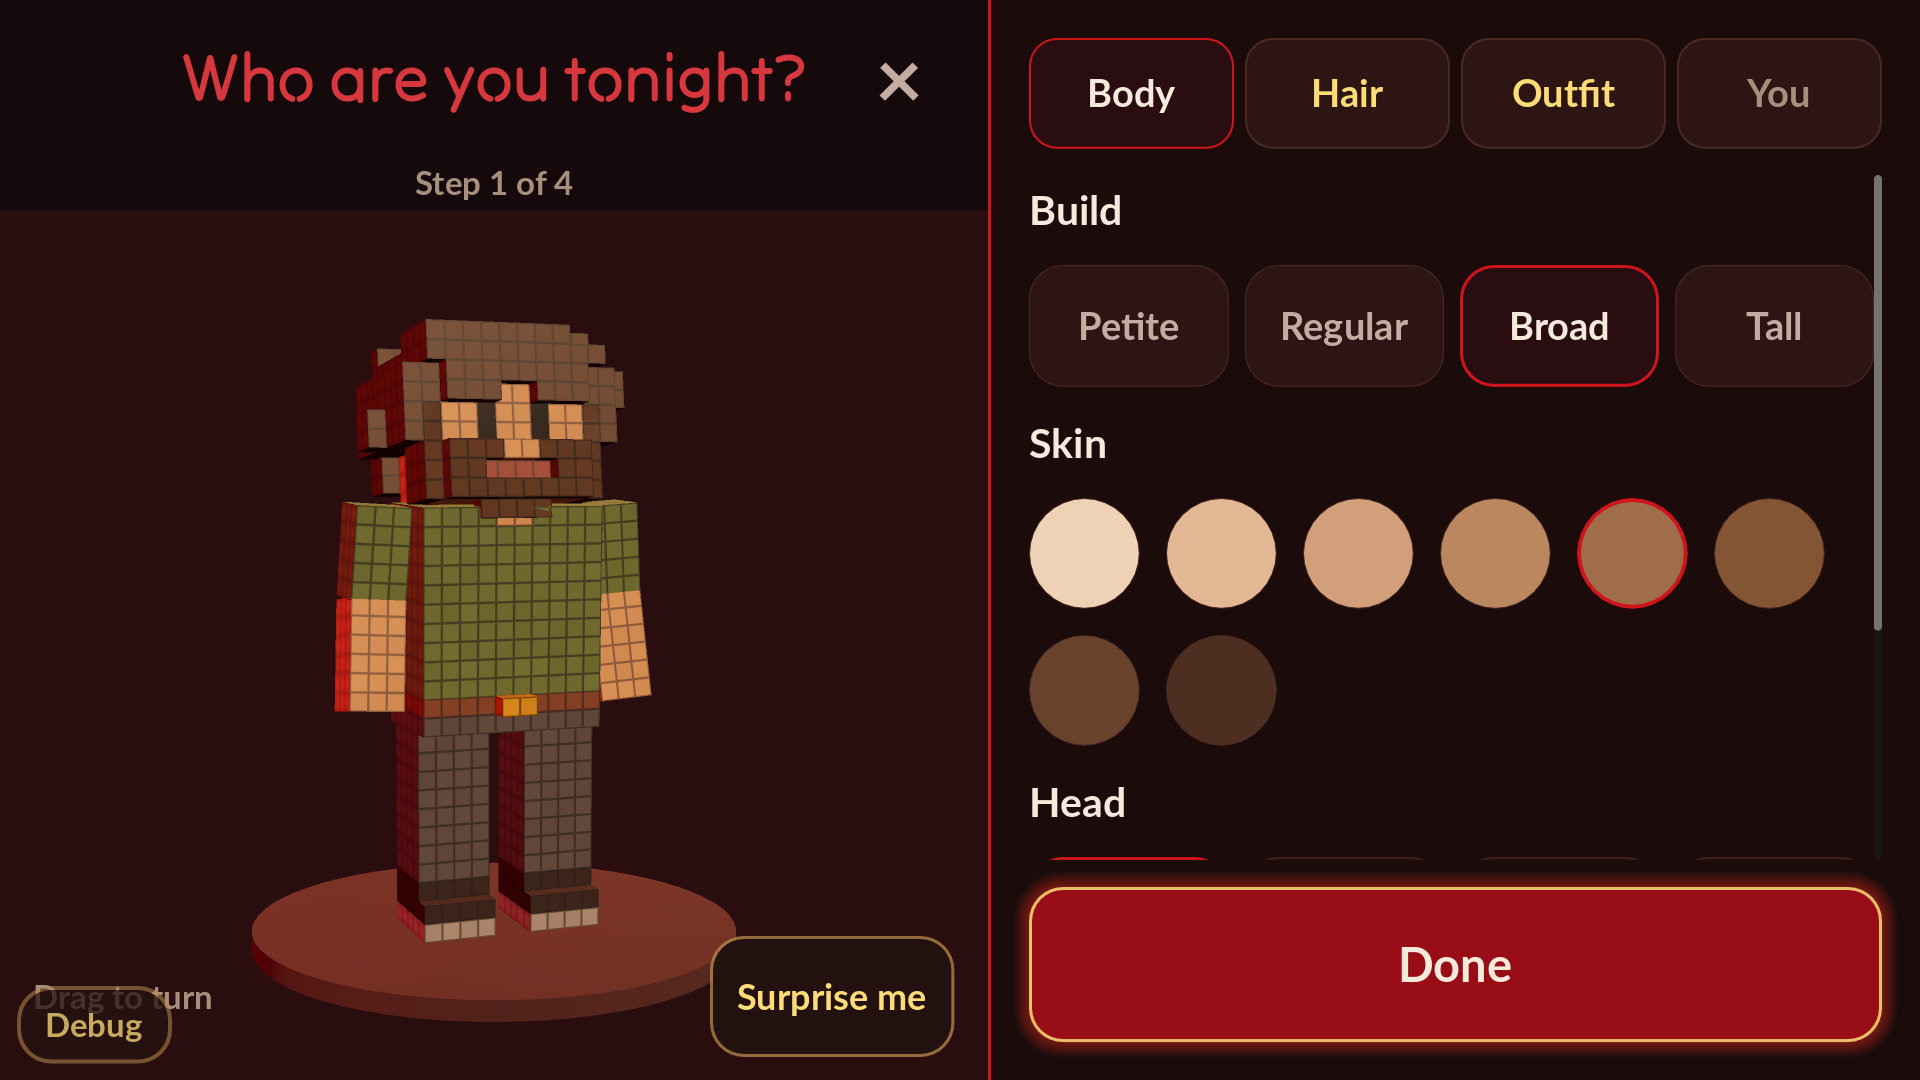 Who are you tonight?
Step 1 of 4
Drag to turn
Debug
Surprise me
Body
Hair
Outfit
You
Build
Petite
Regular
Broad
Tall
Skin
Head
Done